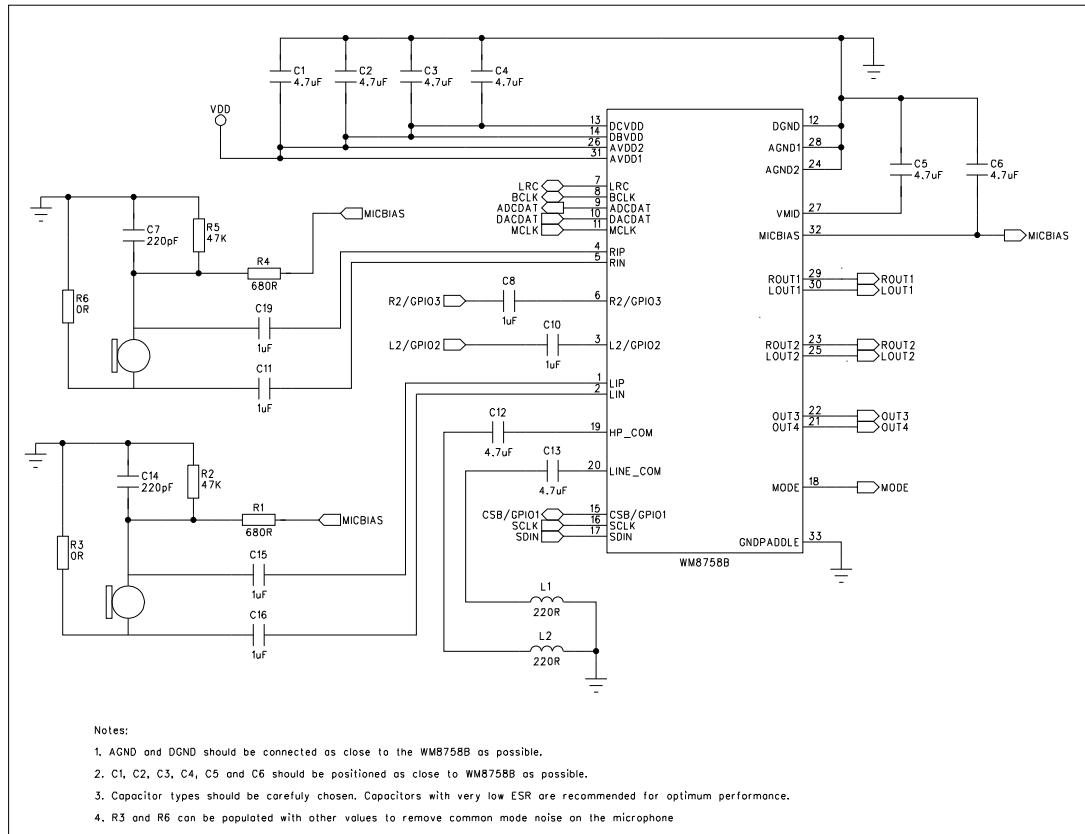 C1
4.7uF
C2
4.7uF
C3
4.7uF
C4
4.7uF
VDD
13
DCVDD
14
DBVDD
26
AVDD2
31
AVDD1
DGND
12
AGND1
28
AGND2
24
C5
4.7uF
C6
4.7uF
VMID
27
MICBIAS
32
MICBIAS
LRC
7
LRC
BCLK
8
BCLK
ADCDAT
9
ADCDAT
DACDAT
10
DACDAT
MCLK
11
MCLK
4
RIP
5
RIN
C7
220pF
R5
47K
MICBIAS
R4
680R
R6
0R
C19
1uF
C11
1uF
R2/GPIO3
C8
1uF
6
R2/GPIO3
L2/GPIO2
C10
1uF
3
L2/GPIO2
1
LIP
2
LIN
ROUT1
29
ROUT1
LOUT1
30
LOUT1
ROUT2
23
ROUT2
LOUT2
25
LOUT2
OUT3
22
OUT3
OUT4
21
OUT4
MODE
18
MODE
GNDPADDLE
33
C12
4.7uF
19
HP_COM
C13
4.7uF
20
LINE_COM
CSB/GPIO1
15
CSB/GPIO1
SCLK
16
SCLK
SDIN
17
SDIN
WM8758B
C14
220pF
R2
47K
R1
680R
MICBIAS
R3
0R
C15
1uF
C16
1uF
L1
220R
L2
220R
Notes:
1. AGND and DGND should be connected as close to the WM8758B as possible.
2. C1, C2, C3, C4, C5 and C6 should be positioned as close to WM8758B as possible.
3. Capacitor types should be carefuly chosen. Capacitors with very low ESR are recommended for optimum performance.
4. R3 and R6 can be populated with other values to remove common mode noise on the microphone